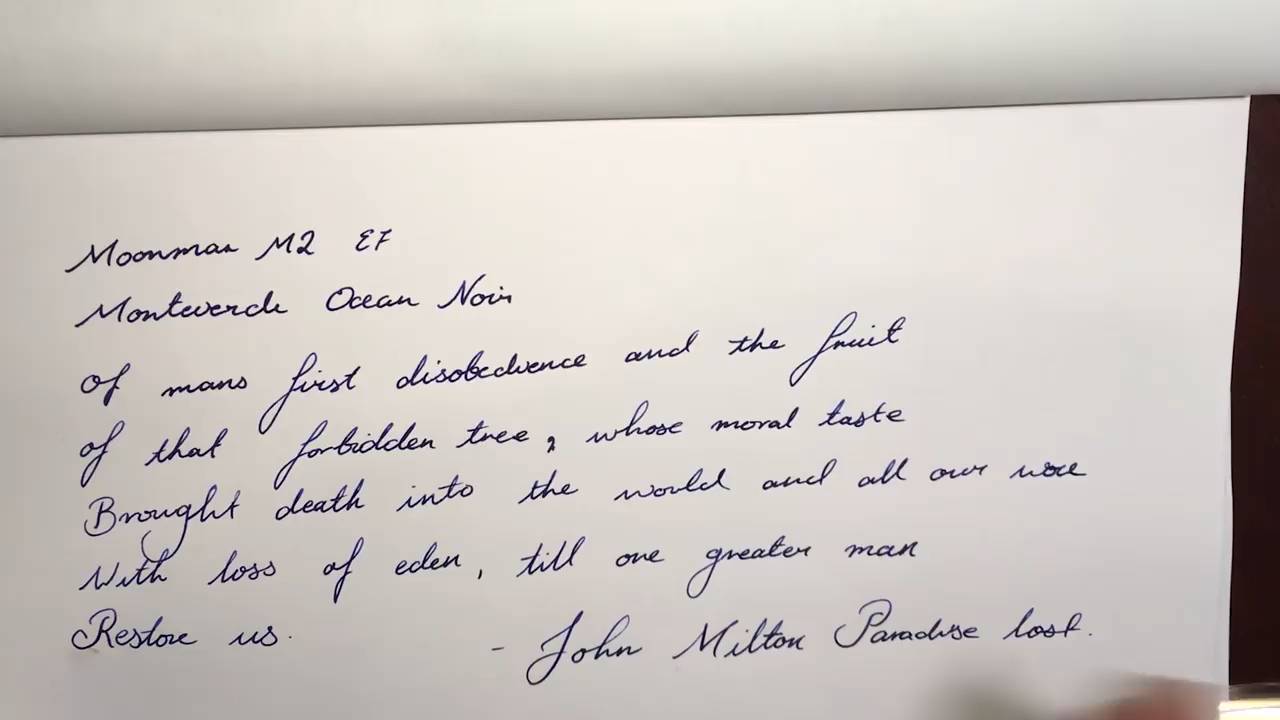 Moonman M2 EF
Monteverde Ocean Noir
Of mans first disobedience and the fruit
of that forbidden tree, whose moral taste
Brought death into the world and all our woe
With loss of eden, till one greater man
Restore us.
- John Milton Paradise lost.